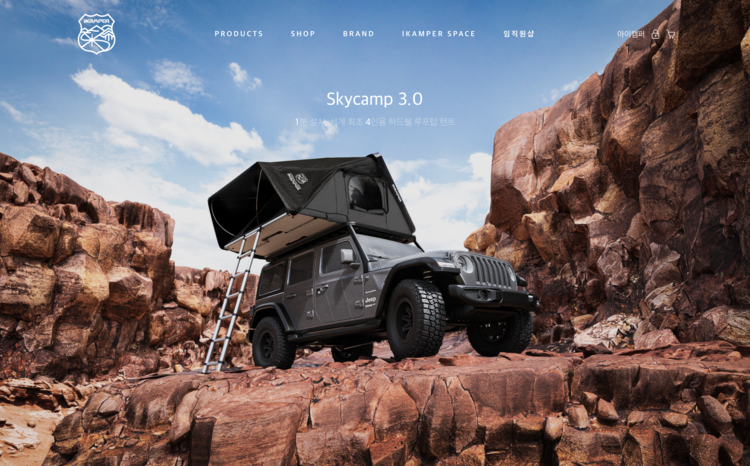 iKAMPER
PRODUCTS SHOP BRAND IKAMPER SPACE 임직원샵 아이캠퍼
Skycamp 3.0
1분 설치, 세계 최초 4인용 하드쉘 루프탑 텐트
Jeep